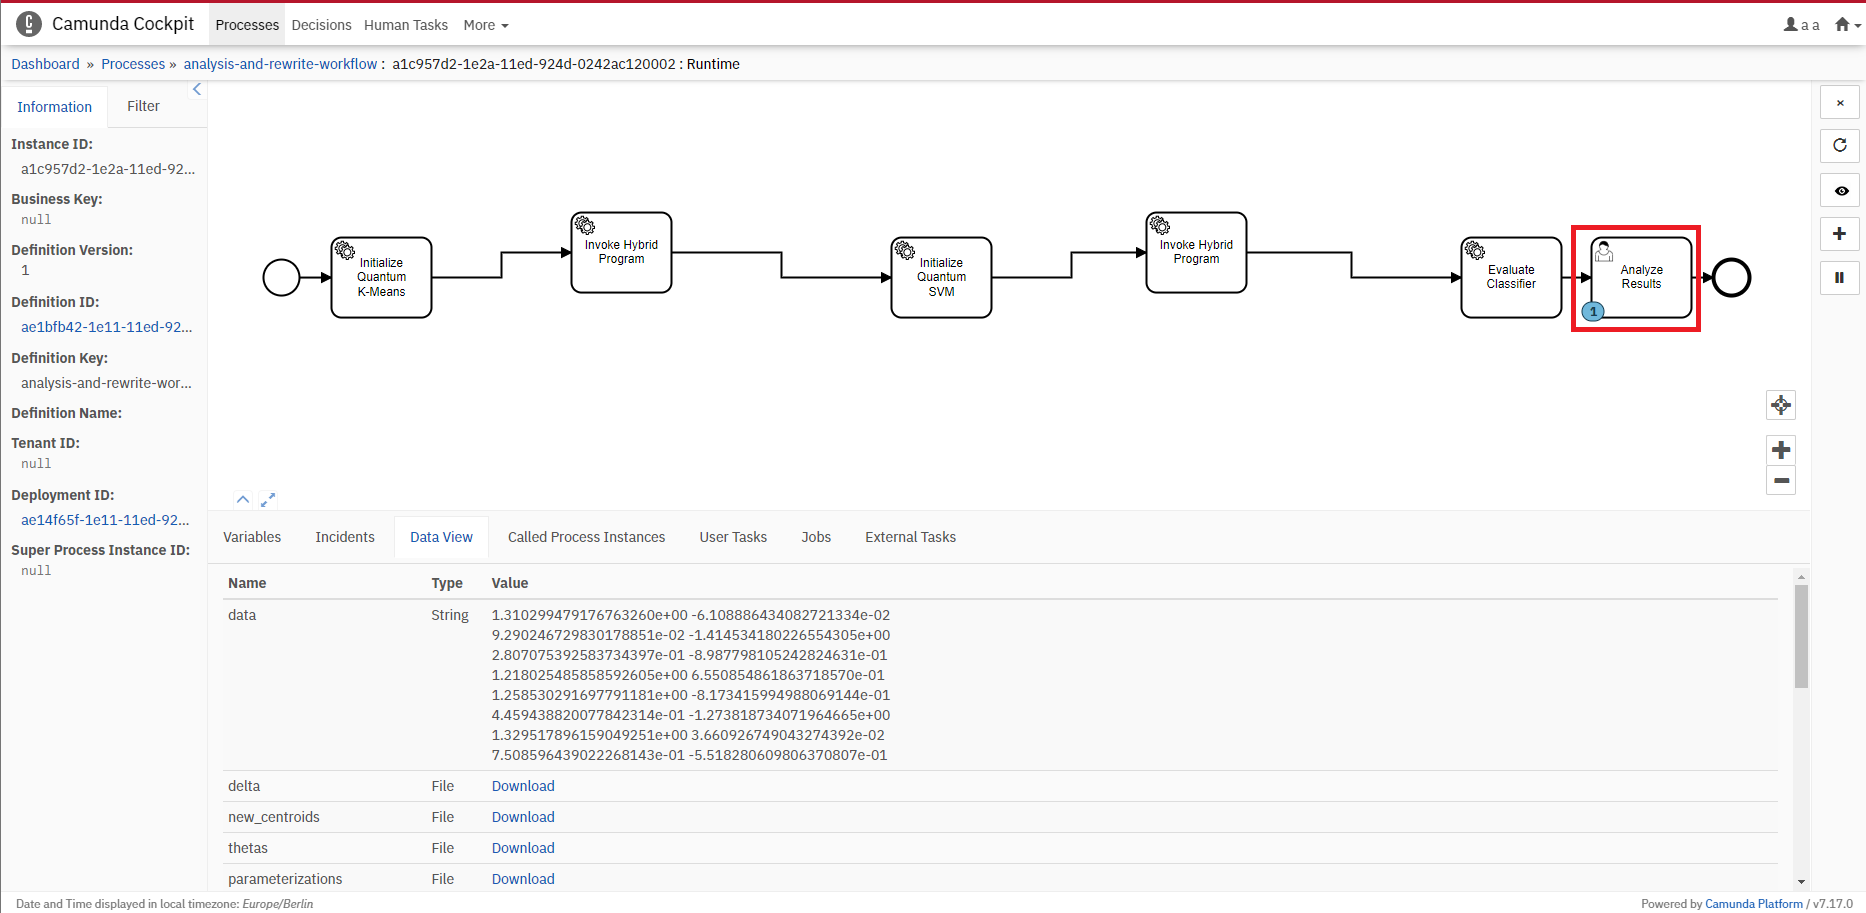 Camunda Cockpit Processes Decisions Human Tasks More a a
Dashboard » Processes » analysis-and-rewrite-workflow : a1c957d2-1e2a-11ed-924d-0242ac120002 : Runtime
Information Filter
Instance ID:
a1c957d2-1e2a-11ed-92...
Business Key:
null
Definition Version:
1
Definition ID:
ae1bfb42-1e11-11ed-92...
Definition Key:
analysis-and-rewrite-wor...
Definition Name:
Tenant ID:
null
Deployment ID:
ae14f65f-1e11-11ed-92...
Super Process Instance ID:
null
Initialize
Quantum
K-Means
Invoke Hybrid
Program
Initialize
Quantum
SVM
Invoke Hybrid
Program
Evaluate
Classifier
Analyze
Results
1
Variables Incidents Data View Called Process Instances User Tasks Jobs External Tasks
Name Type Value
data String 1.310299479176763260e+00 -6.108886434082721334e-02
9.290246729830178851e-02 -1.414534180226554305e+00
2.807075392583734397e-01 -8.987798105242824631e-01
1.218025485858592605e+00 6.550854861863718570e-01
1.258530291697791181e+00 -8.173415994988069144e-01
4.459438820077842314e-01 -1.273818734071964665e+00
1.329517896159049251e+00 3.660926749043274392e-02
7.508596439022268143e-01 -5.518280609806370807e-01
delta File Download
new_centroids File Download
thetas File Download
parameterizations File Download
Date and Time displayed in local timezone: Europe/Berlin
Powered by Camunda Platform / v7.17.0